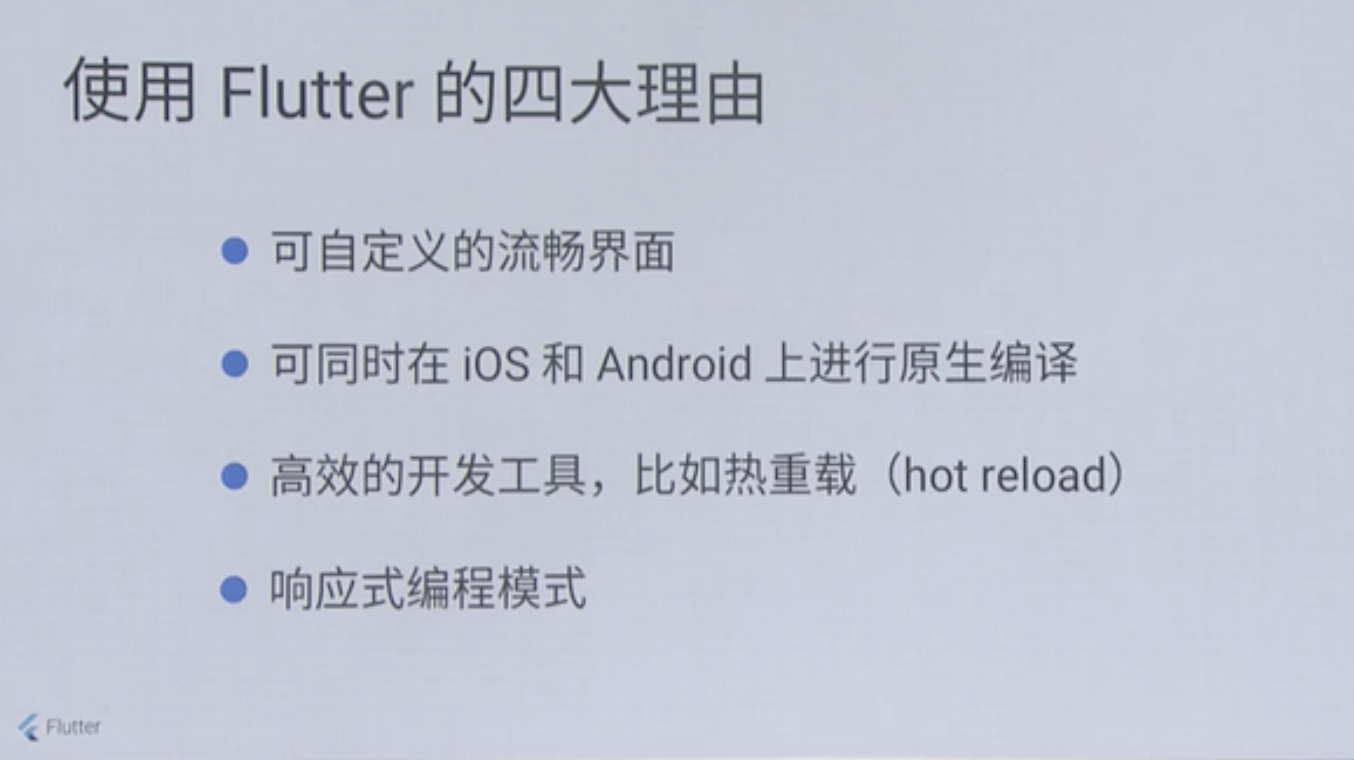 使用 Flutter 的四大理由
可自定义的流畅界面
可同时在 iOS 和 Android 上进行原生编译
高效的开发工具，比如热重载（hot reload）
响应式编程模式
Flutter